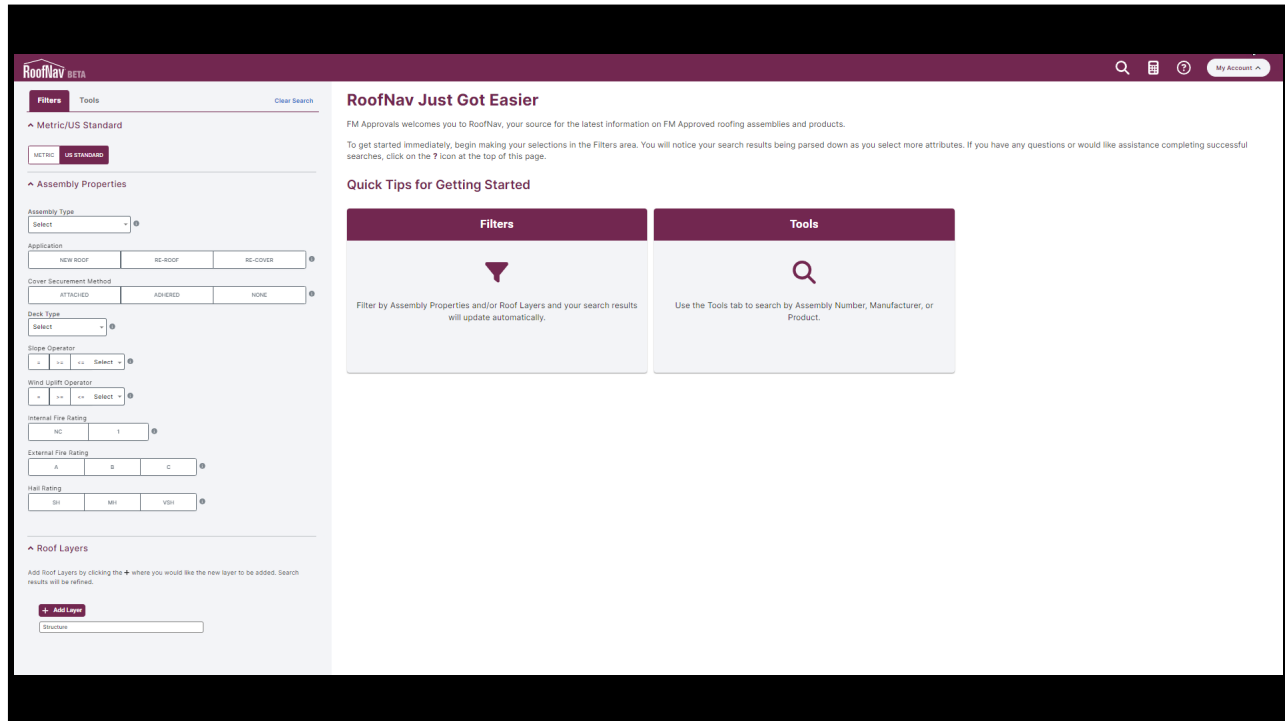 RoofNav BETA
My Account
Filters
Tools
Clear Search
Metric/US Standard
METRIC
US STANDARD
Assembly Properties
Assembly Type
Select
Application
NEW ROOF
RE-ROOF
RE-COVER
Cover Securement Method
ATTACHED
ADHERED
NONE
Deck Type
Select
Slope Operator
=
>=
<=
Select
Wind Uplift Operator
=
>=
<=
Select
Internal Fire Rating
NC
1
External Fire Rating
A
B
C
Hail Rating
SH
MH
VSH
Roof Layers
Add Roof Layers by clicking the + where you would like the new layer to be added. Search
results will be refined.
+ Add Layer
Structure
RoofNav Just Got Easier
FM Approvals welcomes you to RoofNav, your source for the latest information on FM Approved roofing assemblies and products.
To get started immediately, begin making your selections in the Filters area. You will notice your search results being parsed down as you select more attributes. If you have any questions or would like assistance completing successful
searches, click on the ? icon at the top of this page.
Quick Tips for Getting Started
Filters
Filter by Assembly Properties and/or Roof Layers and your search results
will update automatically.
Tools
Use the Tools tab to search by Assembly Number, Manufacturer, or
Product.